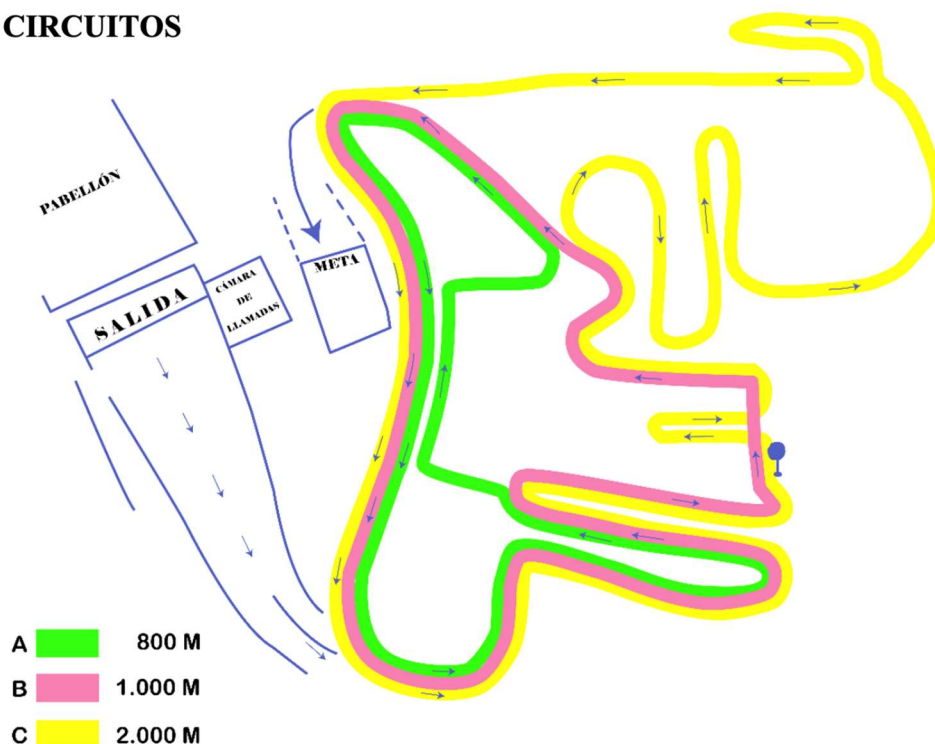 CIRCUITOS
PABELLÓN
SALIDA
CÁMARA
DE
LLAMADAS
META
A 800 M
B 1.000 M
C 2.000 M